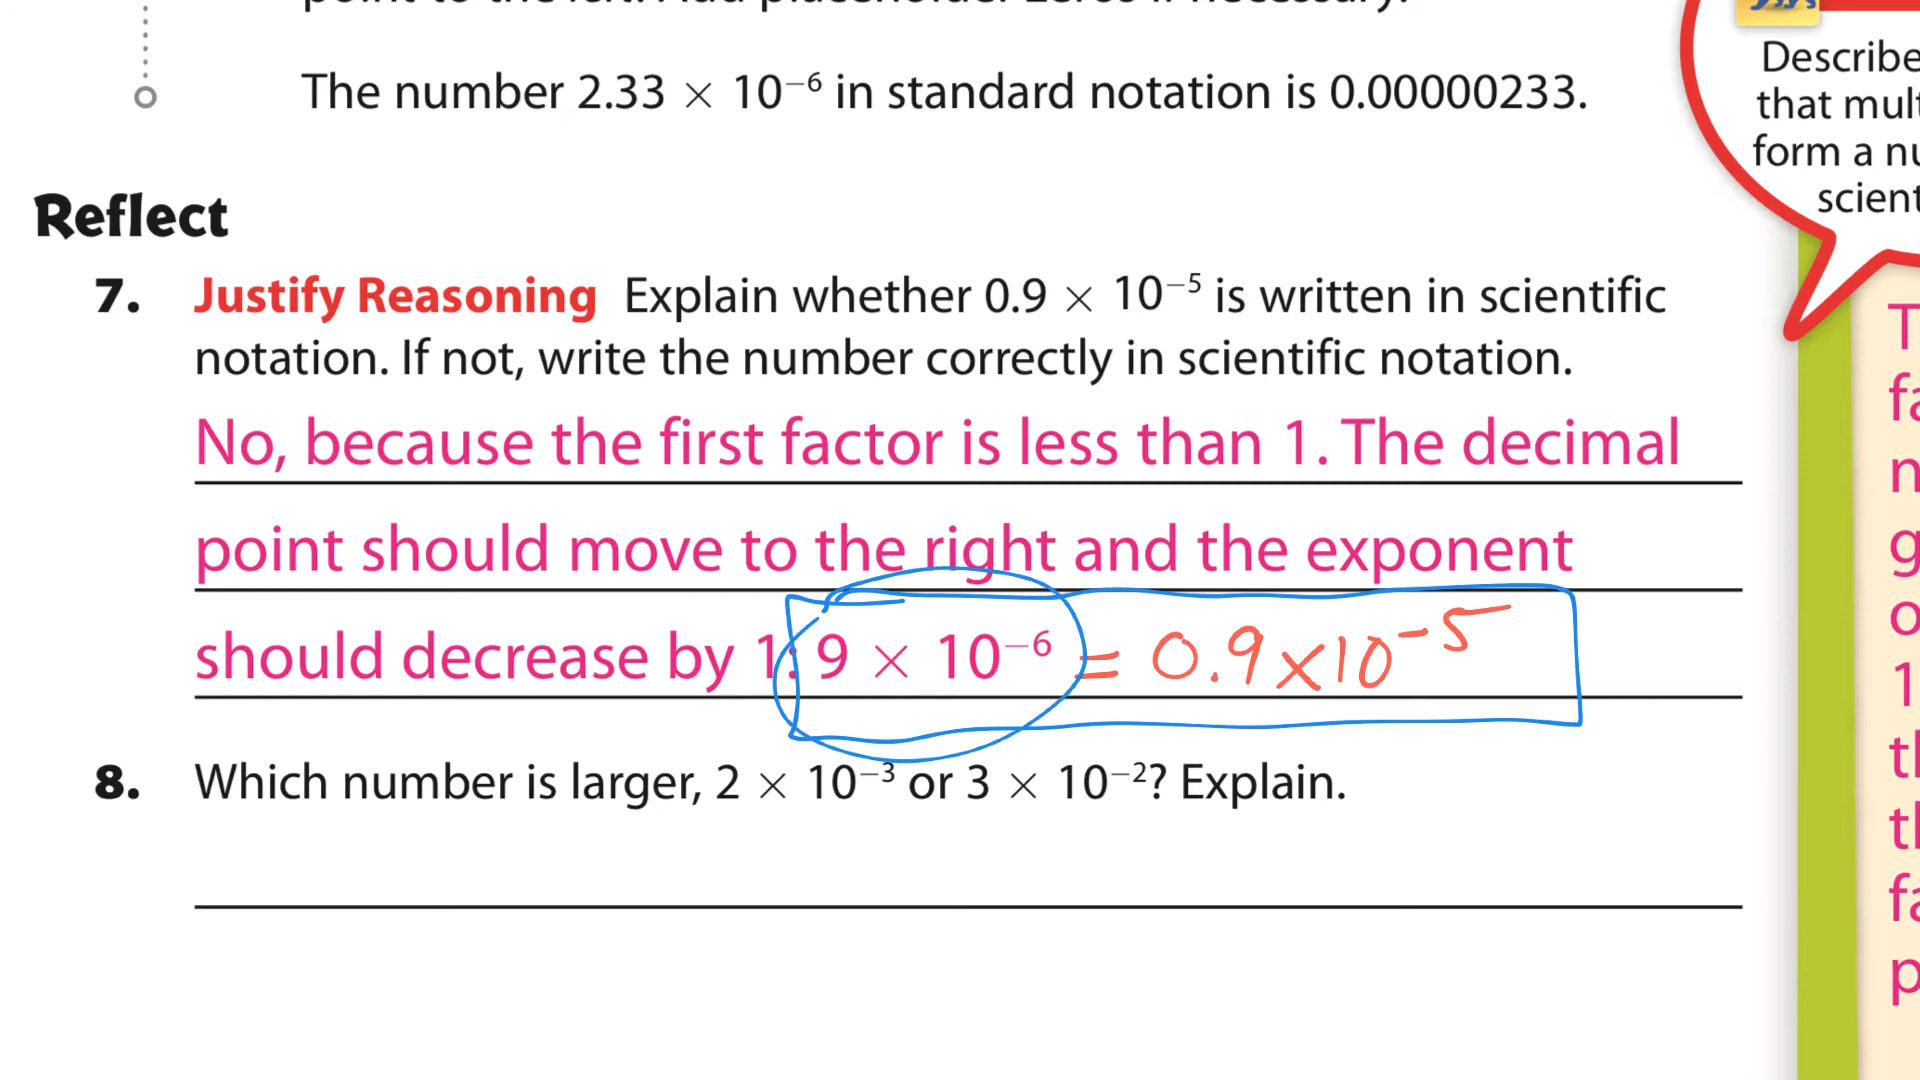 The number 2.33 × 10⁻⁶ in standard notation is 0.00000233.
Describe
that
form a
Reflect
7. Justify Reasoning Explain whether 0.9 × 10⁻⁵ is written in scientific
notation. If not, write the number correctly in scientific notation.
No, because the first factor is less than 1. The decimal
point should move to the right and the exponent
should decrease by 1: 9 × 10⁻⁶ = 0.9×10⁻⁵
8. Which number is larger, 2 × 10⁻³ or 3 × 10⁻²? Explain.